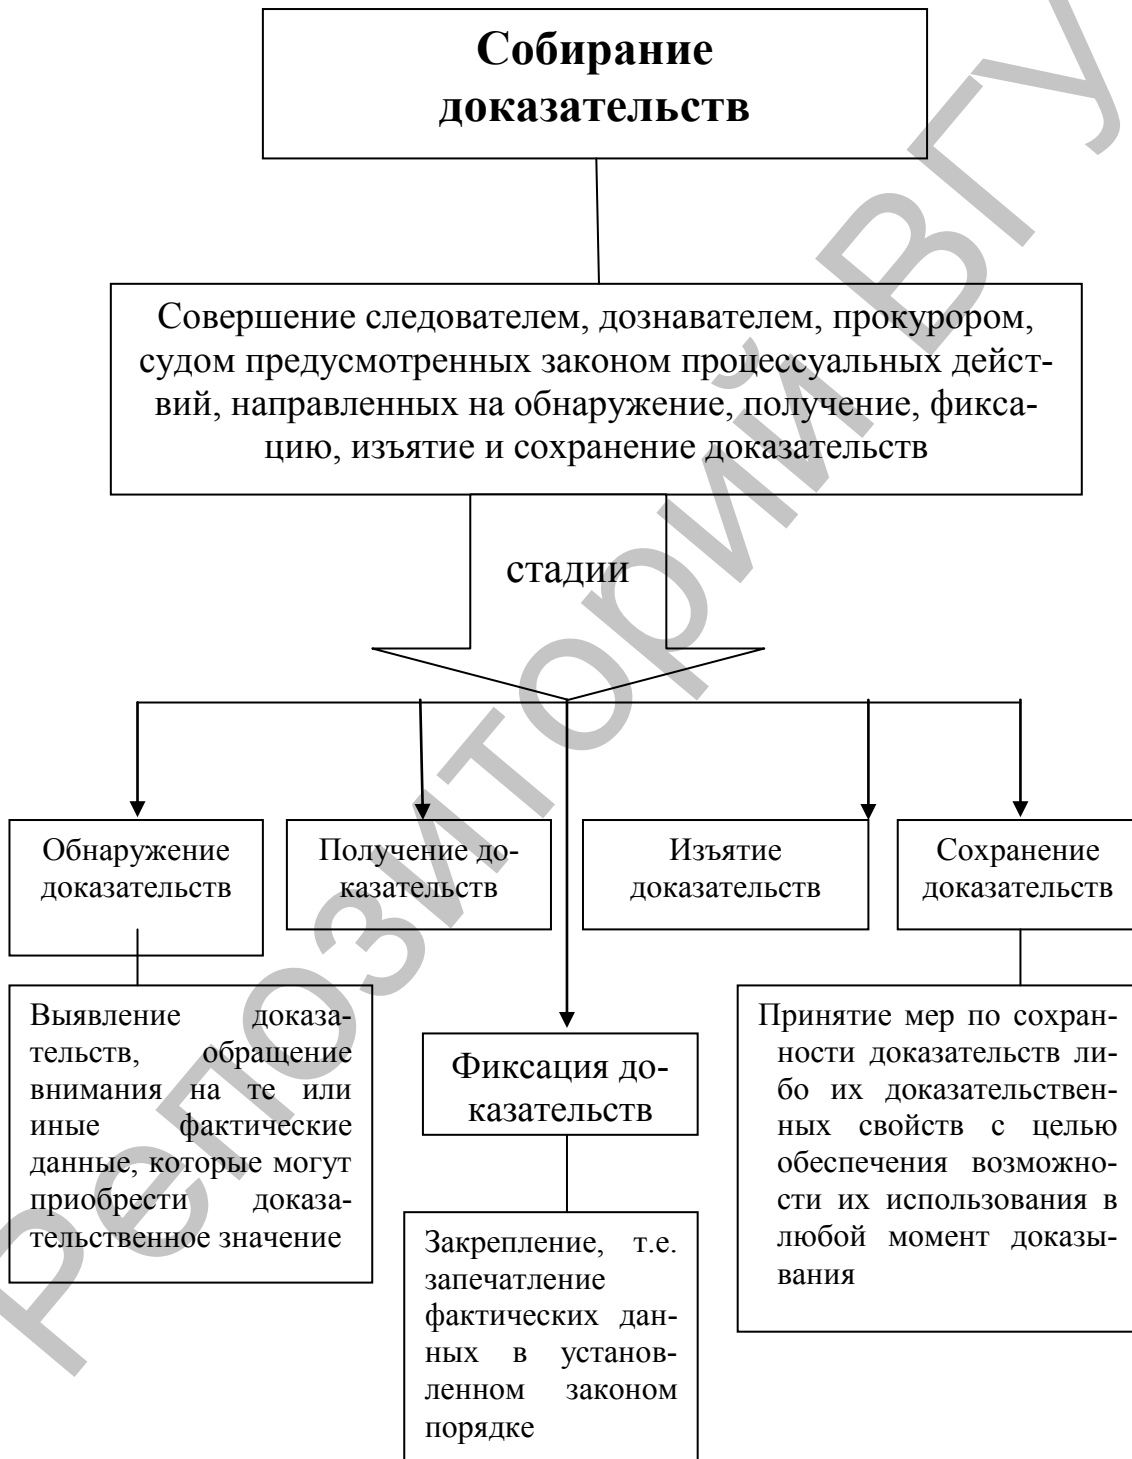 Собирание
доказательств
Совершение следователем, дознавателем, прокурором,
судом предусмотренных законом процессуальных дейст-
вий, направленных на обнаружение, получение, фикса-
цию, изъятие и сохранение доказательств
стадии
Обнаружение
доказательств
Получение до-
казательств
Изъятие
доказательств
Сохранение
доказательств
Выявление доказа-
тельств, обращение
внимания на те или
иные фактические
данные, которые могут
приобрести доказа-
тельственное значение
Фиксация до-
казательств
Принятие мер по сохран-
ности доказательств ли-
бо их доказательствен-
ных свойств с целью
обеспечения возможно-
сти их использования в
любой момент доказы-
вания
Закрепление, т.е.
запечатление
фактических дан-
ных в установ-
ленном законом
порядке
Репозиторий ВГУ